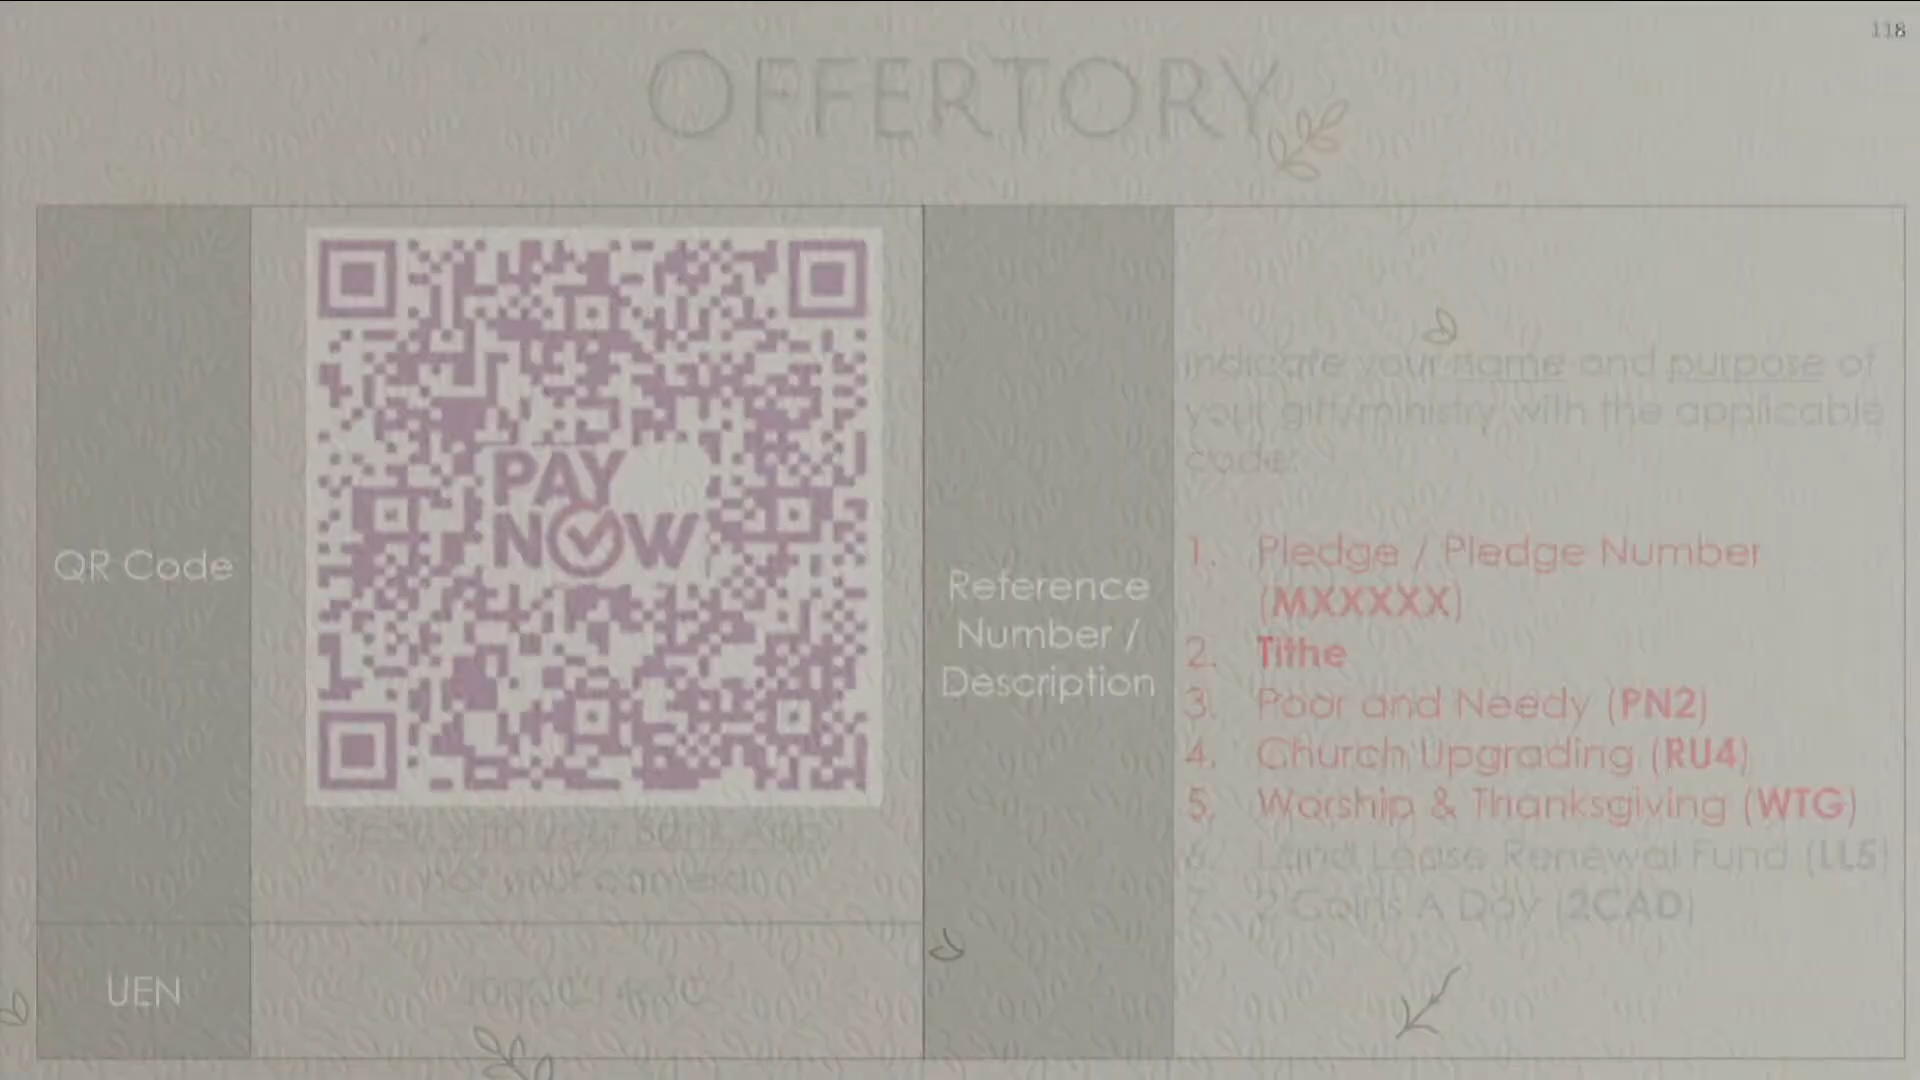 118
OFFERTORY
QR Code
PAY
NOW
UEN
Reference
Number /
Description
Indicate your name and purpose of
your gift/ministry with the applicable
code:
1. Pledge / Pledge Number
(MXXXXX)
2. Tithe
3. Poor and Needy (PN2)
4. Church Upgrading (RU4)
5. Worship & Thanksgiving (WTG)
6. Land Lease Renewal Fund (LL5)
7. 2 Coins A Day (2CAD)